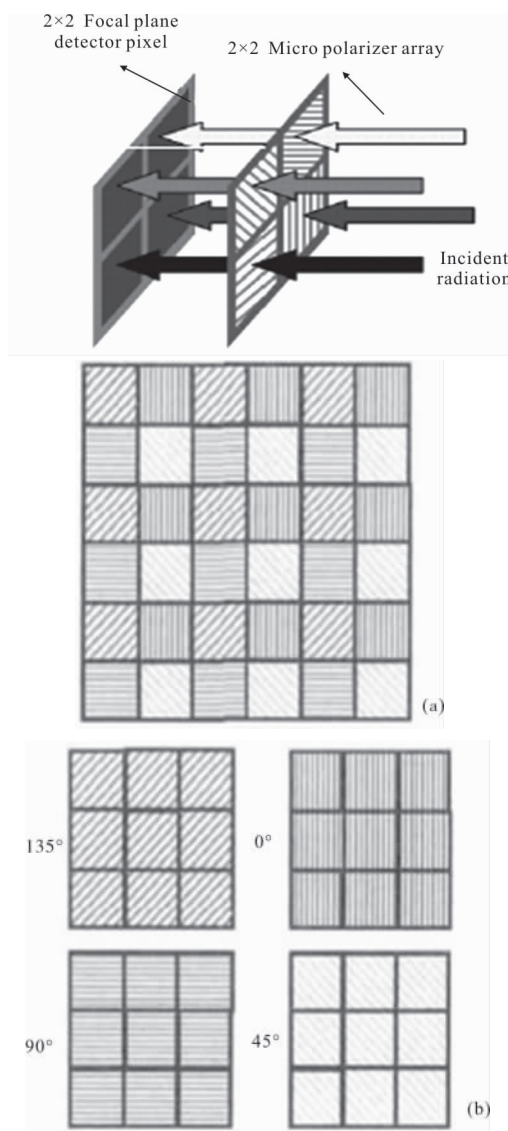 2×2 Focal plane
detector pixel
2×2 Micro polarizer array
Incident
radiation
(a)
135°
0°
90°
45°
(b)